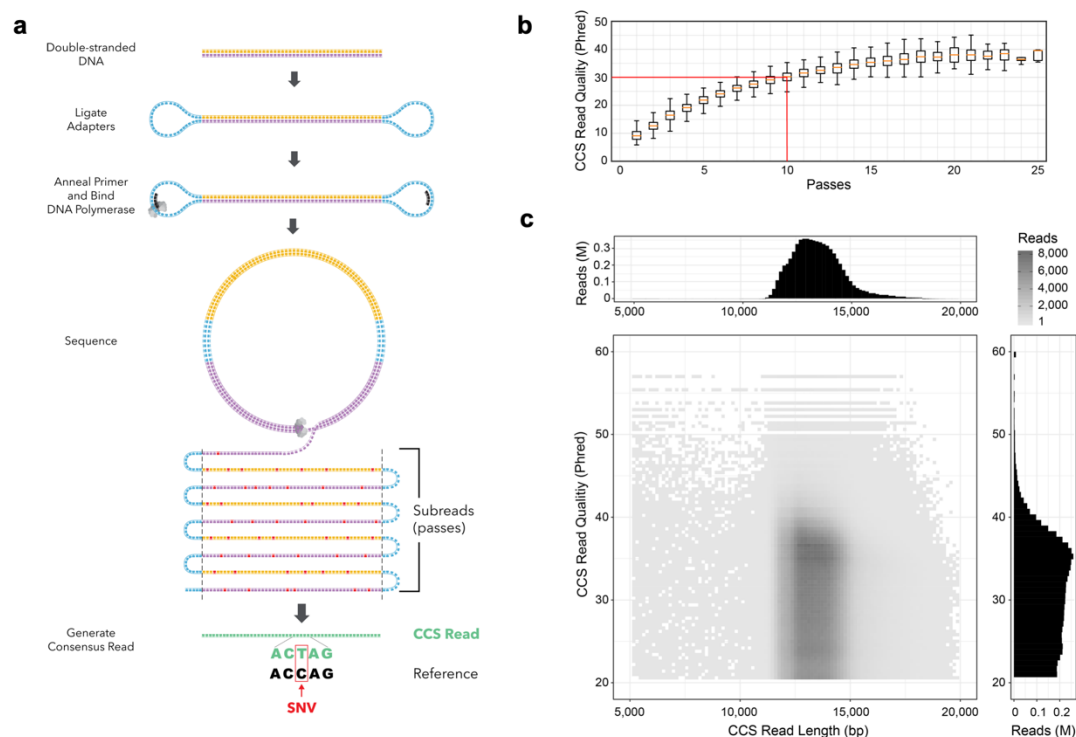 a
Double-stranded
DNA
Ligate
Adapters
Anneal Primer
and Bind
DNA Polymerase
Sequence
Subreads
(passes)
Generate
Consensus Read
CCS Read
ACTAG
ACCAG
Reference
SNV
b
CCS Read Quality (Phred)
50
40
30
20
10
0
0
5
10
15
20
25
Passes
c
Reads (M)
0.3
0.2
0.1
0
5,000
10,000
15,000
20,000
Reads
8,000
6,000
4,000
2,000
1
CCS Read Qualitiy (Phred)
60
50
40
30
20
5,000
10,000
15,000
20,000
CCS Read Length (bp)
60
50
40
30
20
0
0.1
0.2
Reads (M)